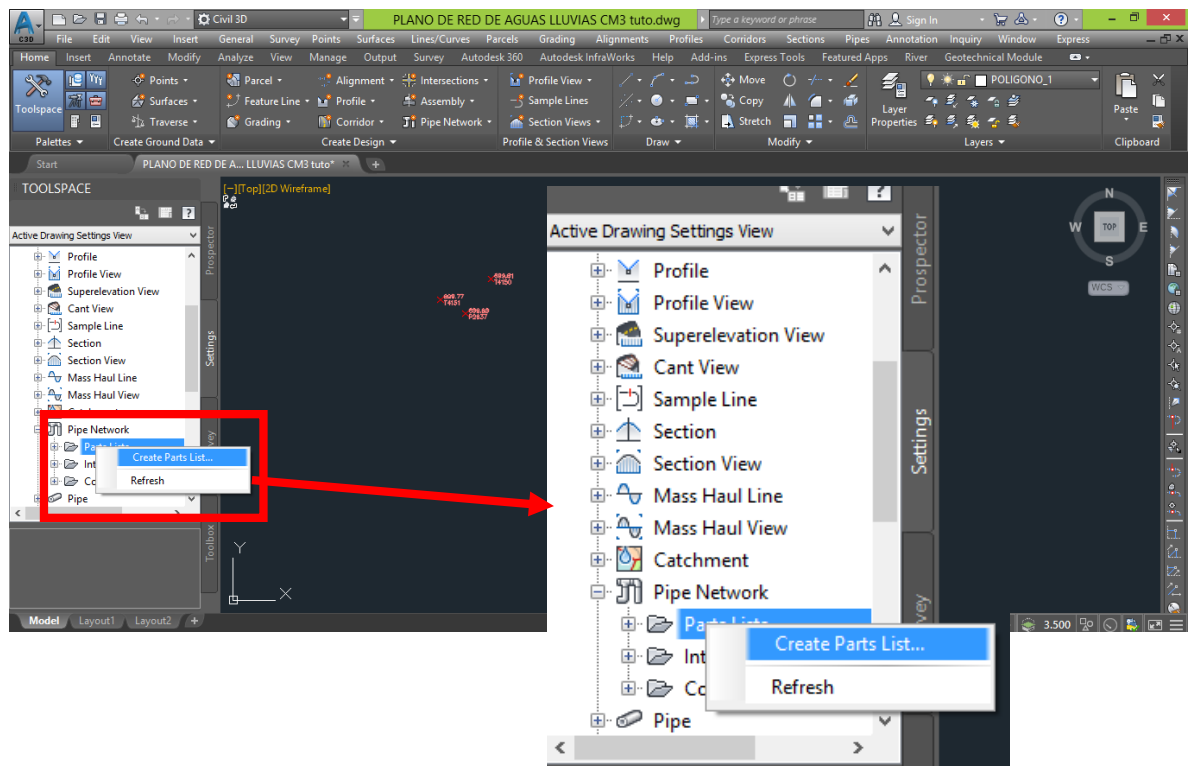 Civil 3D
PLANO DE RED DE AGUAS LLUVIAS CM3 tuto.dwg
Type a keyword or phrase
Sign In
C3D
File Edit View Insert General Survey Points Surfaces Lines/Curves Parcels Grading Alignments Profiles Corridors Sections Pipes Annotation Inquiry Window Express
Home Insert Annotate Modify Analyze View Manage Output Survey Autodesk 360 Autodesk InfraWorks Help Add-ins Express Tools Featured Apps River Geotechnical Module
Points Parcel Alignment Intersections Profile View Move POLIGONO_1
Toolspace Surfaces Feature Line Profile Assembly Sample Lines Copy Layer Properties Paste
Traverse Grading Corridor Pipe Network Section Views Stretch
Palettes Create Ground Data Create Design Profile & Section Views Draw Modify Layers Clipboard
Start PLANO DE RED DE A... LLUVIAS CM3 tuto* +
TOOLSPACE
Active Drawing Settings View
Profile
Profile View
Superelevation View
Cant View
Sample Line
Section
Section View
Mass Haul Line
Mass Haul View
Pipe Network
Create Parts List...
Int
Refresh
Co
Pipe
Prospector
Settings
Toolbox
[−][Top][2D Wireframe]
T4150
T4151
Y
X
N
W TOP E
S
WCS
Active Drawing Settings View
Profile
Profile View
Superelevation View
Cant View
Sample Line
Section
Section View
Mass Haul Line
Mass Haul View
Catchment
Pipe Network
Parts Lists
Create Parts List...
Int
Refresh
Co
Pipe
Prospector
Settings
vey
Model Layout1 Layout2 +
3.500